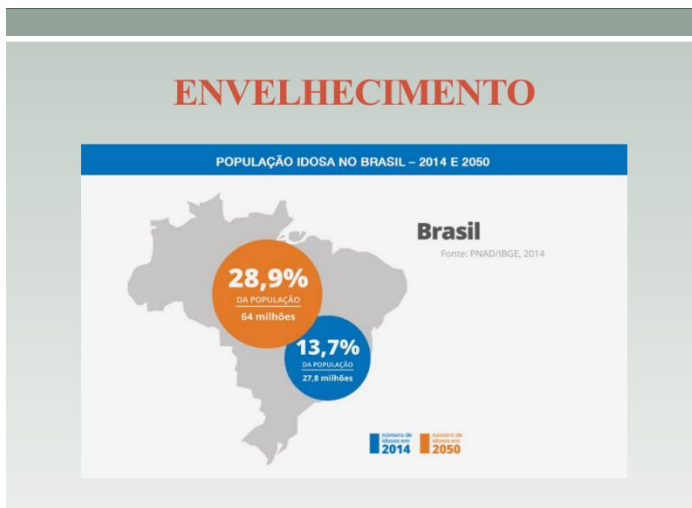 ENVELHECIMENTO
POPULAÇÃO IDOSA NO BRASIL – 2014 E 2050
Brasil
Fonte: PNAD/IBGE, 2014
28,9%
DA POPULAÇÃO
64 milhões
13,7%
DA POPULAÇÃO
27,8 milhões
número de
idosos em
2014
número de
idosos em
2050